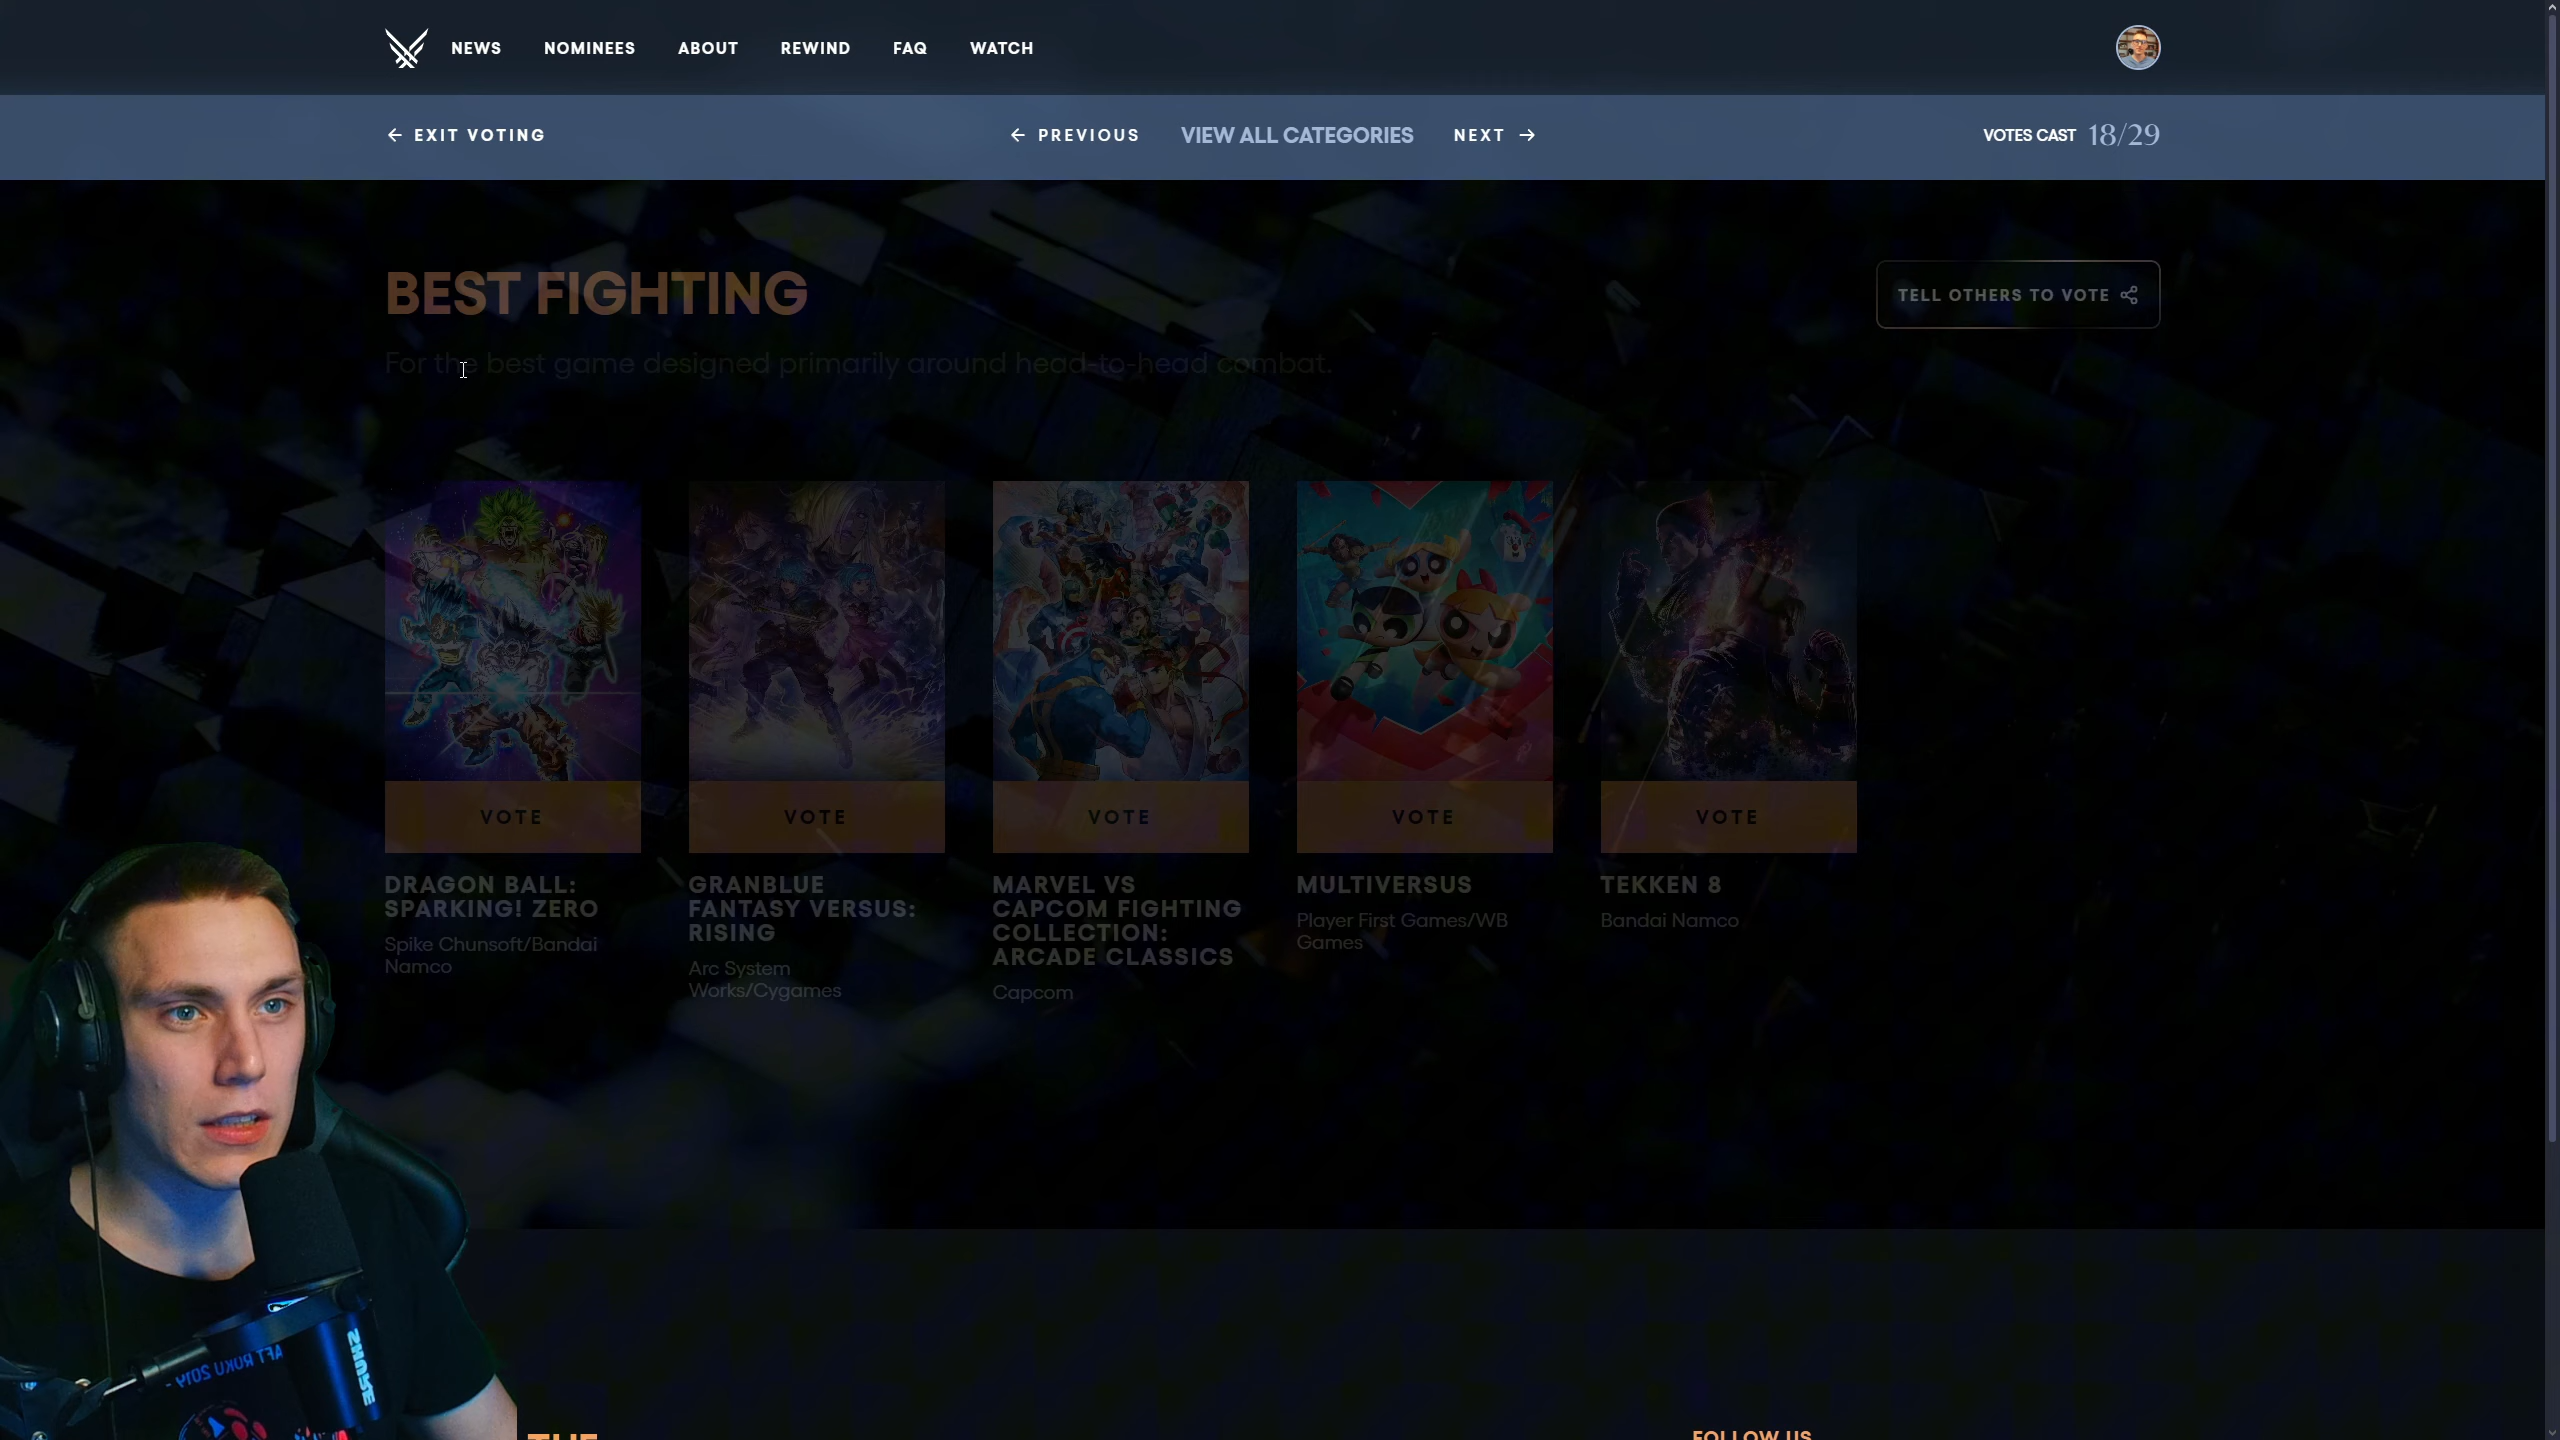 NEWS NOMINEES ABOUT REWIND FAQ WATCH
EXIT VOTING PREVIOUS VIEW ALL CATEGORIES NEXT VOTES CAST 18/29
BEST FIGHTING
TELL OTHERS TO VOTE
For the best game designed primarily around head-to-head combat.
VOTE VOTE VOTE VOTE VOTE
DRAGON BALL:
SPARKING! ZERO
Spike Chunsoft/Bandai
Namco
GRANBLUE
FANTASY VERSUS:
RISING
Arc System
Works/Cygames
MARVEL VS
CAPCOM FIGHTING
COLLECTION:
ARCADE CLASSICS
Capcom
MULTIVERSUS
Player First Games/WB
Games
TEKKEN 8
Bandai Namco
SHURE
THE
FOLLOW US